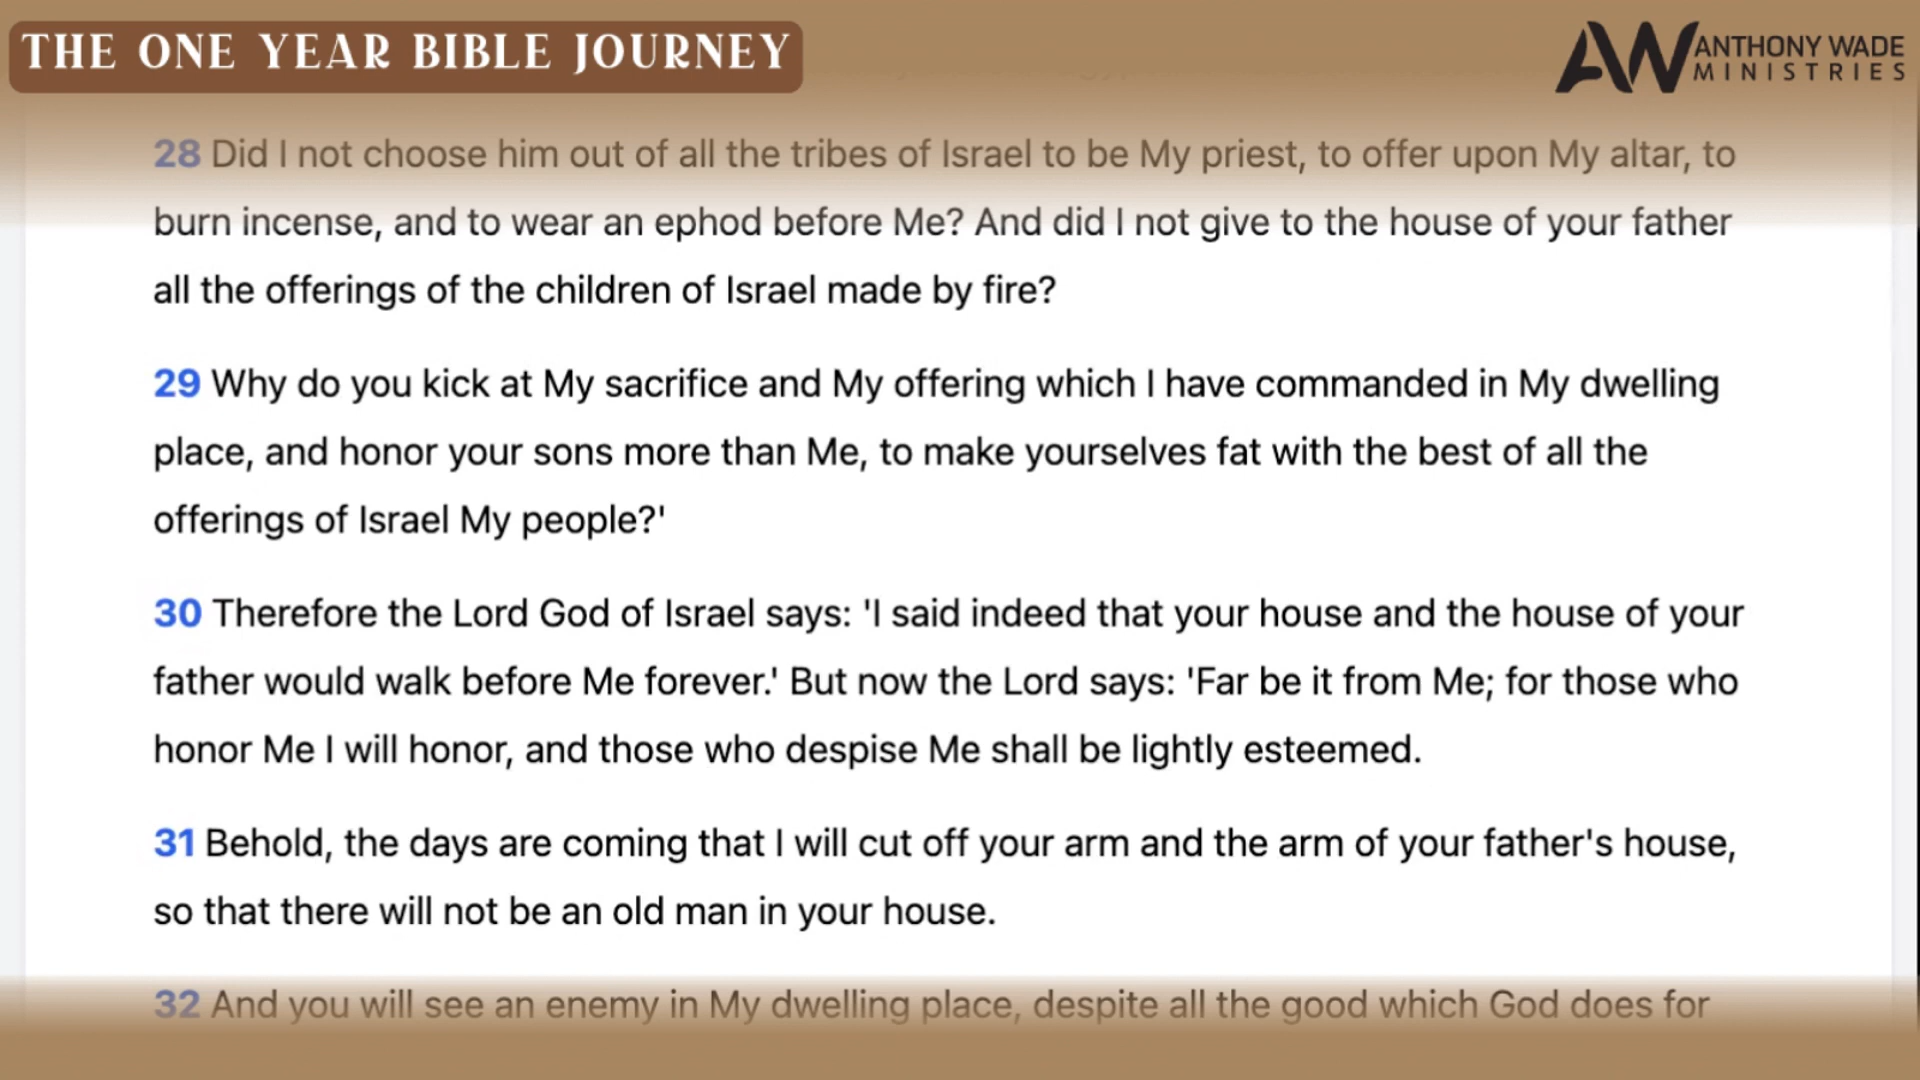 THE ONE YEAR BIBLE JOURNEY
ANTHONY WADE
MINISTRIES
28 Did I not choose him out of all the tribes of Israel to be My priest, to offer upon My altar, to
burn incense, and to wear an ephod before Me? And did I not give to the house of your father
all the offerings of the children of Israel made by fire?
29 Why do you kick at My sacrifice and My offering which I have commanded in My dwelling
place, and honor your sons more than Me, to make yourselves fat with the best of all the
offerings of Israel My people?'
30 Therefore the Lord God of Israel says: 'I said indeed that your house and the house of your
father would walk before Me forever.' But now the Lord says: 'Far be it from Me; for those who
honor Me I will honor, and those who despise Me shall be lightly esteemed.
31 Behold, the days are coming that I will cut off your arm and the arm of your father's house,
so that there will not be an old man in your house.
32 And you will see an enemy in My dwelling place, despite all the good which God does for